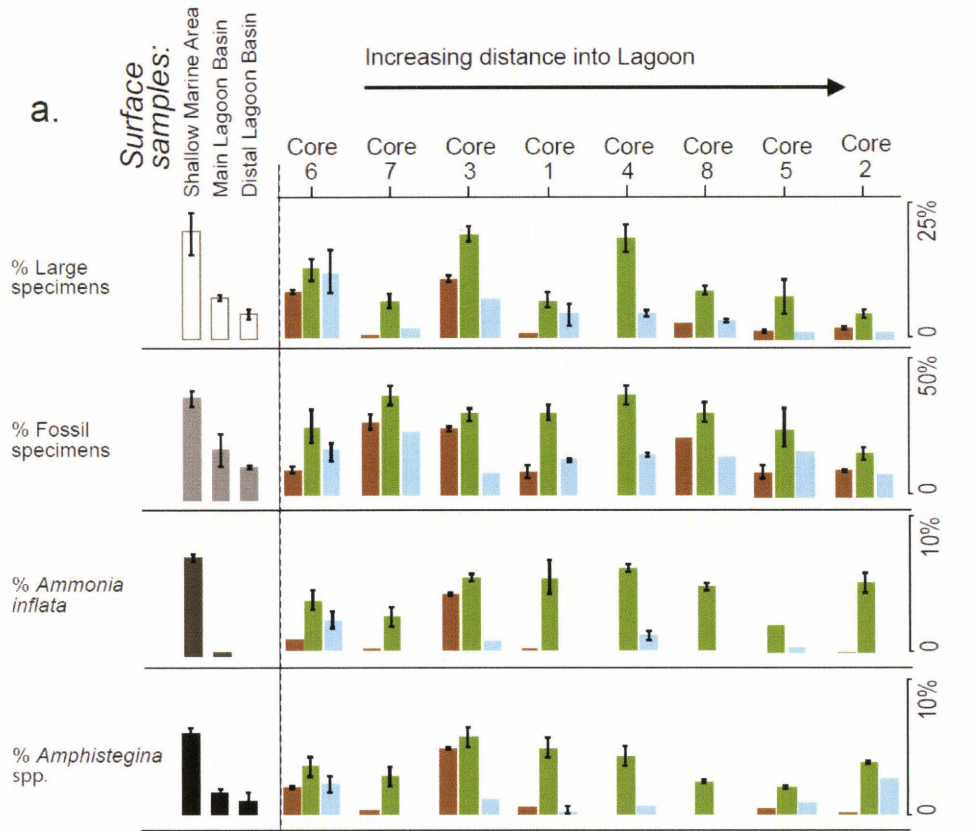 a.
Surface
samples:
Shallow Marine Area
Main Lagoon Basin
Distal Lagoon Basin
Increasing distance into Lagoon
Core
6
Core
7
Core
3
Core
1
Core
4
Core
8
Core
5
Core
2
% Large
specimens
25%
0
% Fossil
specimens
50%
0
% Ammonia
inflata
10%
0
% Amphistegina
spp.
10%
0